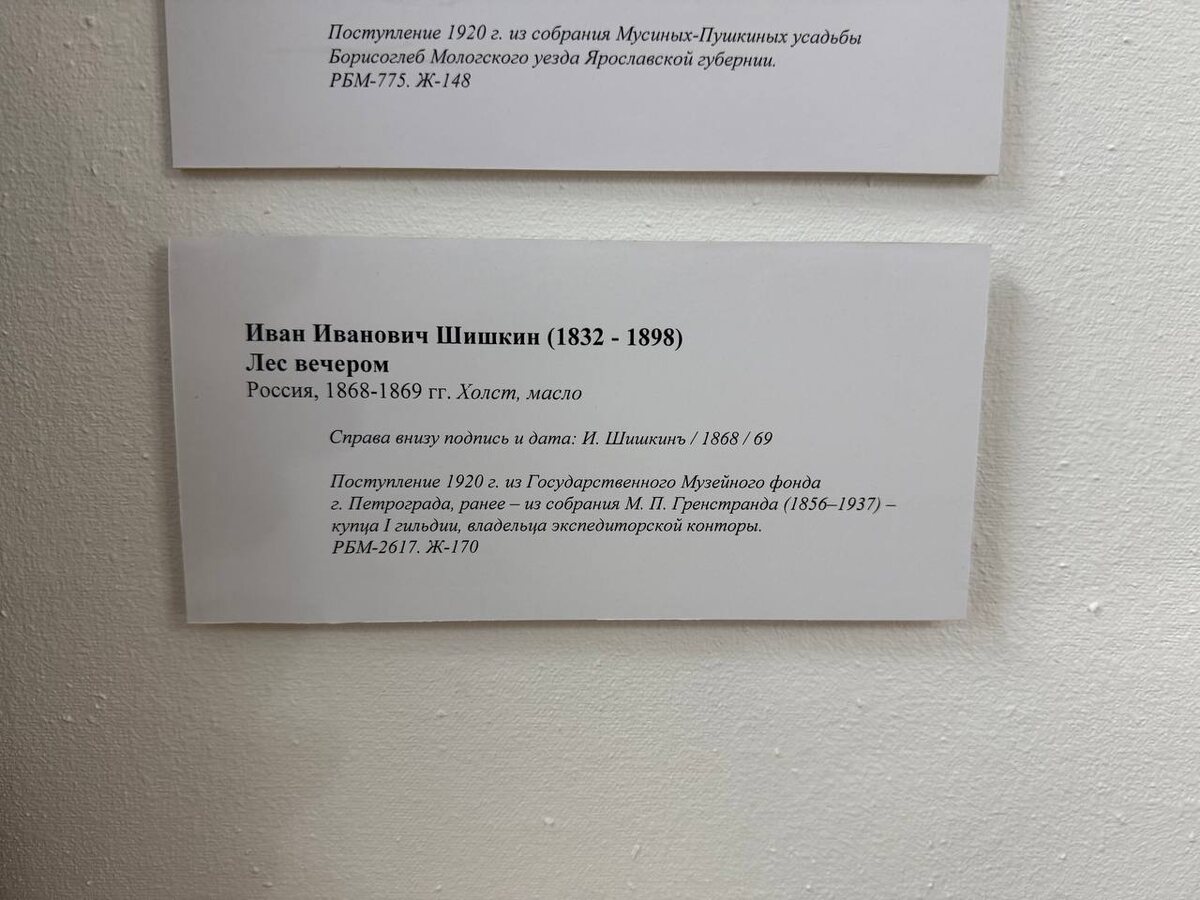 Поступление 1920 г. из собрания Мусиных-Пушкиных усадьбы
Борисоглеб Мологского уезда Ярославской губернии.
РБМ-775. Ж-148
Иван Иванович Шишкин (1832 - 1898)
Лес вечером
Россия, 1868-1869 гг. Холст, масло
Справа внизу подпись и дата: И. Шишкинъ / 1868 / 69
Поступление 1920 г. из Государственного Музейного фонда
г. Петрограда, ранее – из собрания М. П. Гренстранда (1856–1937) –
купца I гильдии, владельца экспедиторской конторы.
РБМ-2617. Ж-170